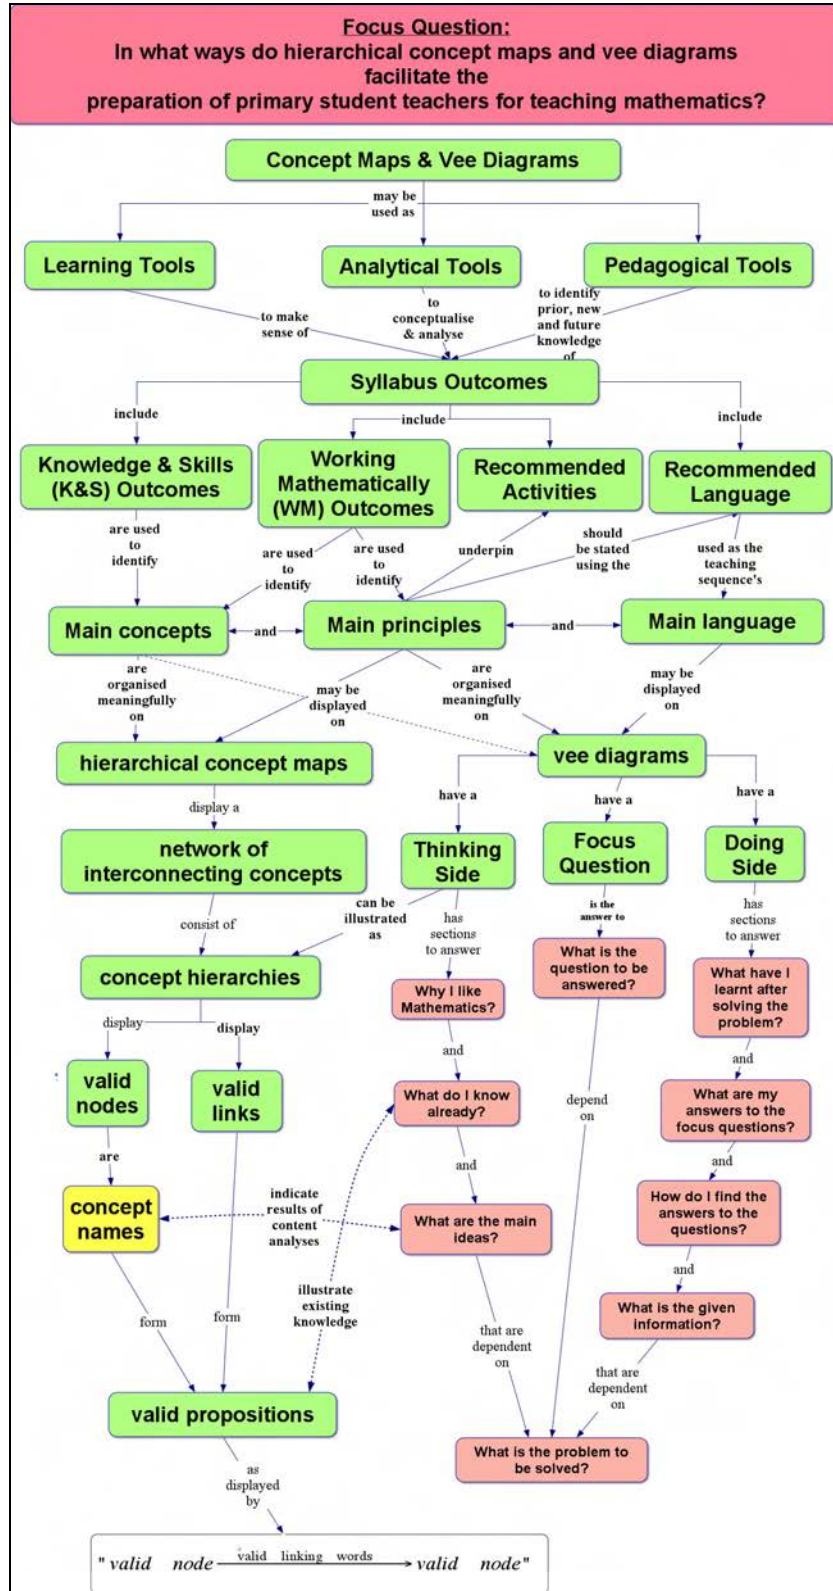 Focus Question:
In what ways do hierarchical concept maps and vee diagrams
facilitate the
preparation of primary student teachers for teaching mathematics?
Concept Maps & Vee Diagrams
may be
used as
Learning Tools
Analytical Tools
Pedagogical Tools
to make
sense of
to
conceptualise
& analyse
to identify
prior, new
and future
knowledge
of
Syllabus Outcomes
include
include
include
Knowledge & Skills
(K&S) Outcomes
Working
Mathematically
(WM) Outcomes
Recommended
Activities
Recommended
Language
are used
to
identify
are used
to
identify
are used
to
identify
underpin
should
be stated
using the
used as the
teaching
sequence's
Main concepts
and
Main principles
and
Main language
are
organised
meaningfully
on
may be
displayed
on
are
organised
meaningfully
on
may be
displayed
on
hierarchical concept maps
vee diagrams
display a
have a
have a
have a
network of
interconnecting concepts
Thinking
Side
Focus
Question
Doing
Side
consist of
can be
illustrated
as
has
sections
to answer
is the
answer to
has
sections
to answer
concept hierarchies
Why I like
Mathematics?
What is the
question to be
answered?
What have I
learnt after
solving the
problem?
display
display
and
and
valid
nodes
valid
links
What do I know
already?
depend
on
What are my
answers to the
focus questions?
are
and
and
concept
names
indicate
results of
content
analyses
What are the main
ideas?
How do I find the
answers to the
questions?
and
form
form
illustrate
existing
knowledge
What is the given
information?
that are
dependent
on
that are
dependent
on
valid propositions
What is the problem to
be solved?
as
displayed
by
" valid node valid linking words valid node"